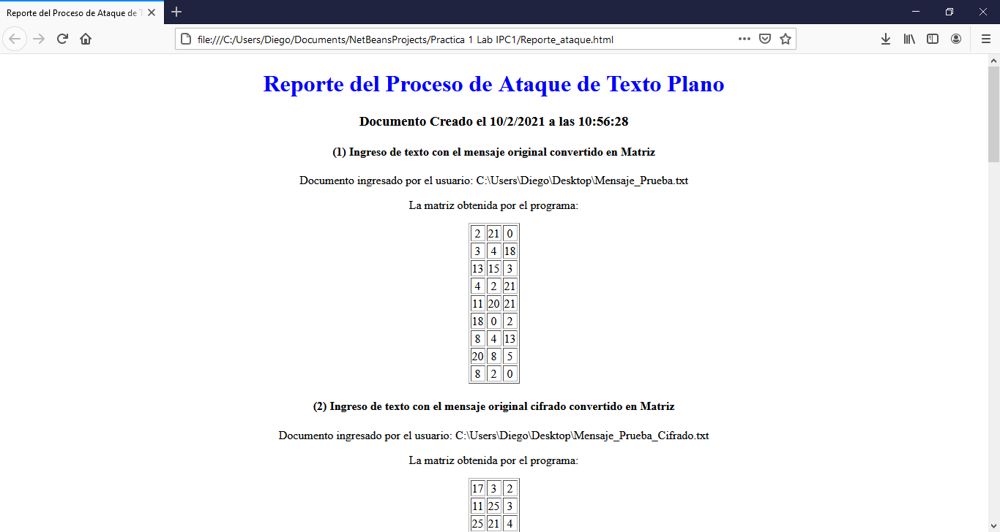 Reporte del Proceso de Ataque de T
file:///C:/Users/Diego/Documents/NetBeansProjects/Practica 1 Lab IPC1/Reporte_ataque.html
Reporte del Proceso de Ataque de Texto Plano
Documento Creado el 10/2/2021 a las 10:56:28
(1) Ingreso de texto con el mensaje original convertido en Matriz
Documento ingresado por el usuario: C:\Users\Diego\Desktop\Mensaje_Prueba.txt
La matriz obtenida por el programa:
2 21 0
3 4 18
13 15 3
4 2 21
11 20 21
18 0 2
8 4 13
20 8 5
8 2 0
(2) Ingreso de texto con el mensaje original cifrado convertido en Matriz
Documento ingresado por el usuario: C:\Users\Diego\Desktop\Mensaje_Prueba_Cifrado.txt
La matriz obtenida por el programa:
17 3 2
11 25 3
25 21 4